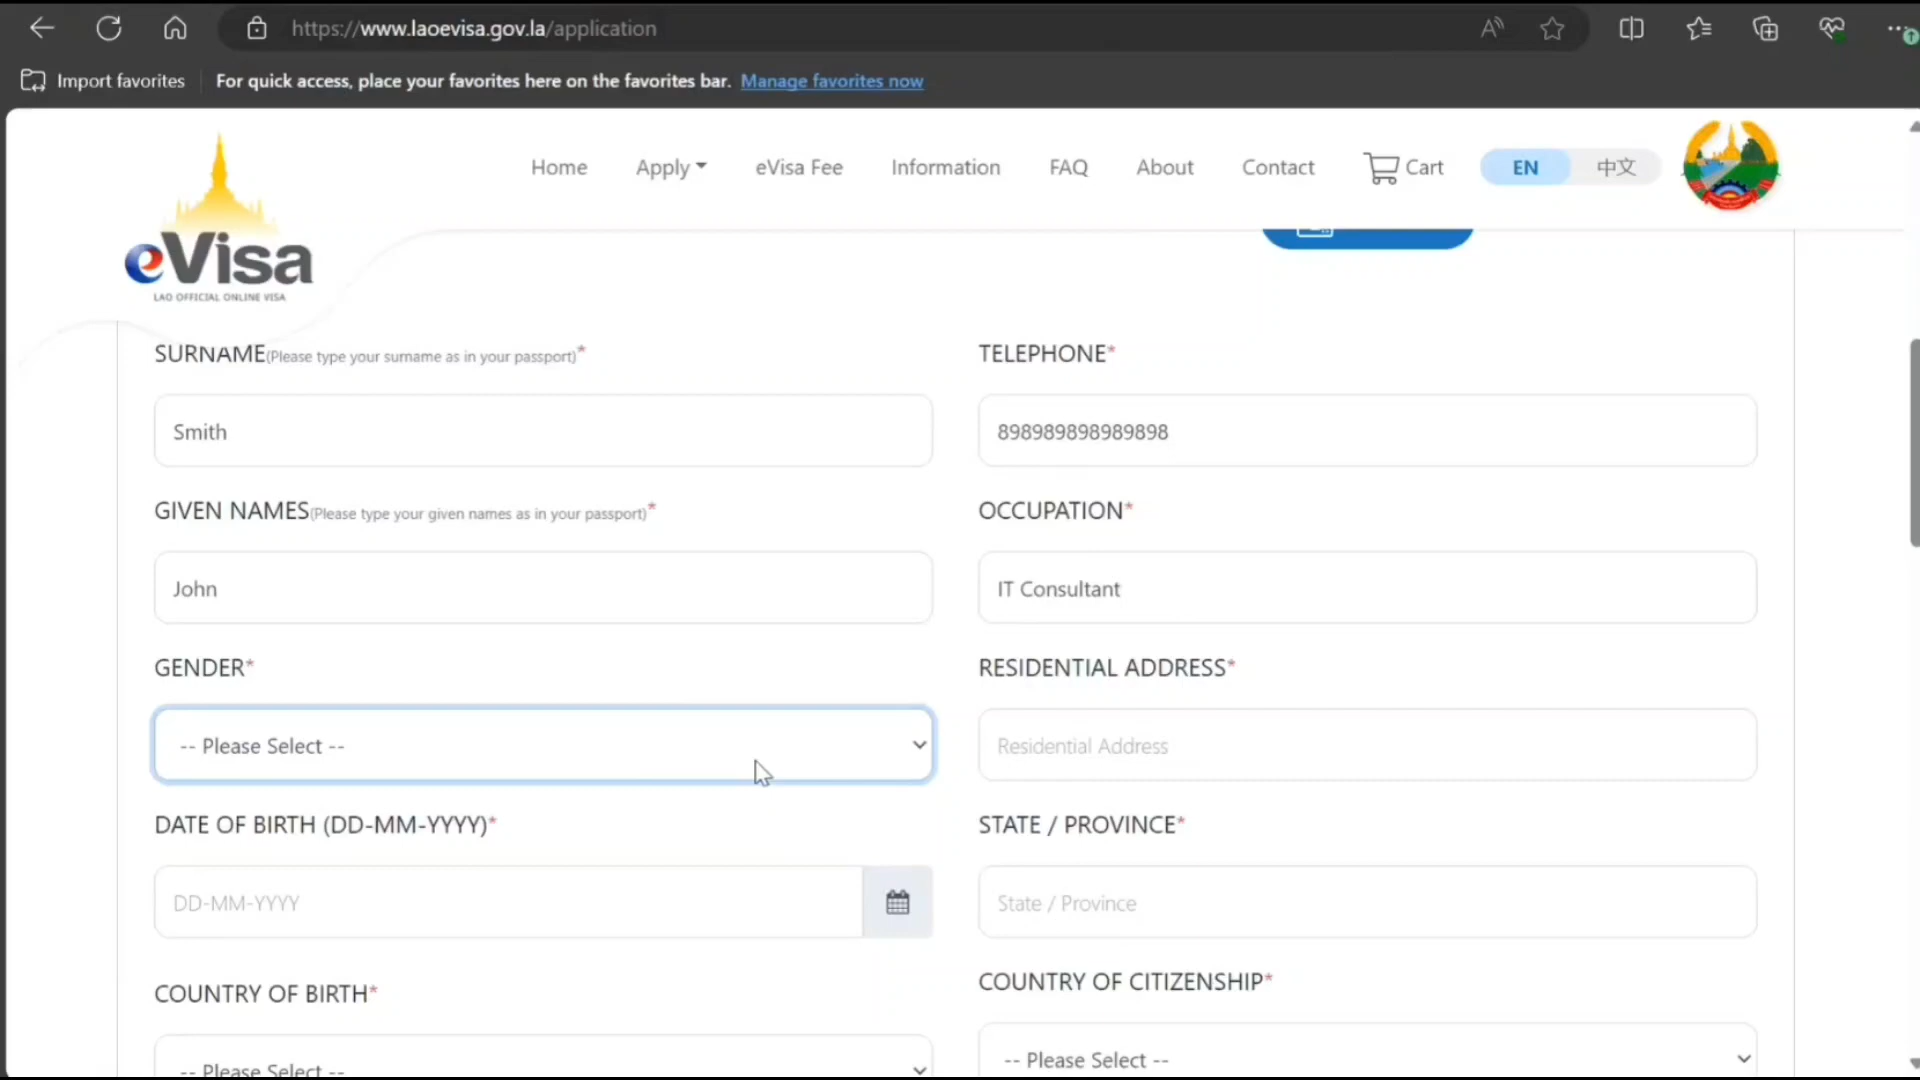 https://www.laoevisa.gov.la/application
Import favorites
For quick access, place your favorites here on the favorites bar. Manage favorites now
eVisa
LAO OFFICIAL ONLINE VISA
Home
Apply
eVisa Fee
Information
FAQ
About
Contact
Cart
EN
中文
SURNAME(Please type your surname as in your passport)*
Smith
TELEPHONE*
898989898989898
GIVEN NAMES(Please type your given names as in your passport)*
John
OCCUPATION*
IT Consultant
GENDER*
-- Please Select --
RESIDENTIAL ADDRESS*
Residential Address
DATE OF BIRTH (DD-MM-YYYY)*
DD-MM-YYYY
STATE / PROVINCE*
State / Province
COUNTRY OF BIRTH*
-- Please Select --
COUNTRY OF CITIZENSHIP*
-- Please Select --